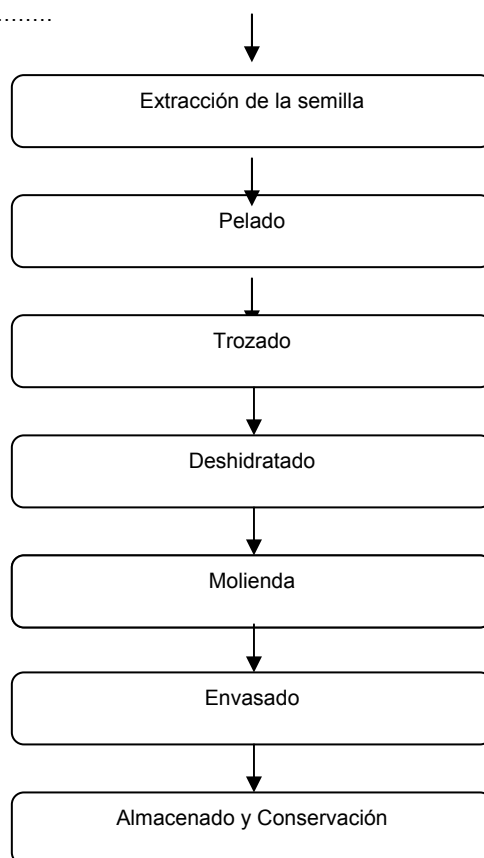 ........
Extracción de la semilla
Pelado
Trozado
Deshidratado
Molienda
Envasado
Almacenado y Conservación